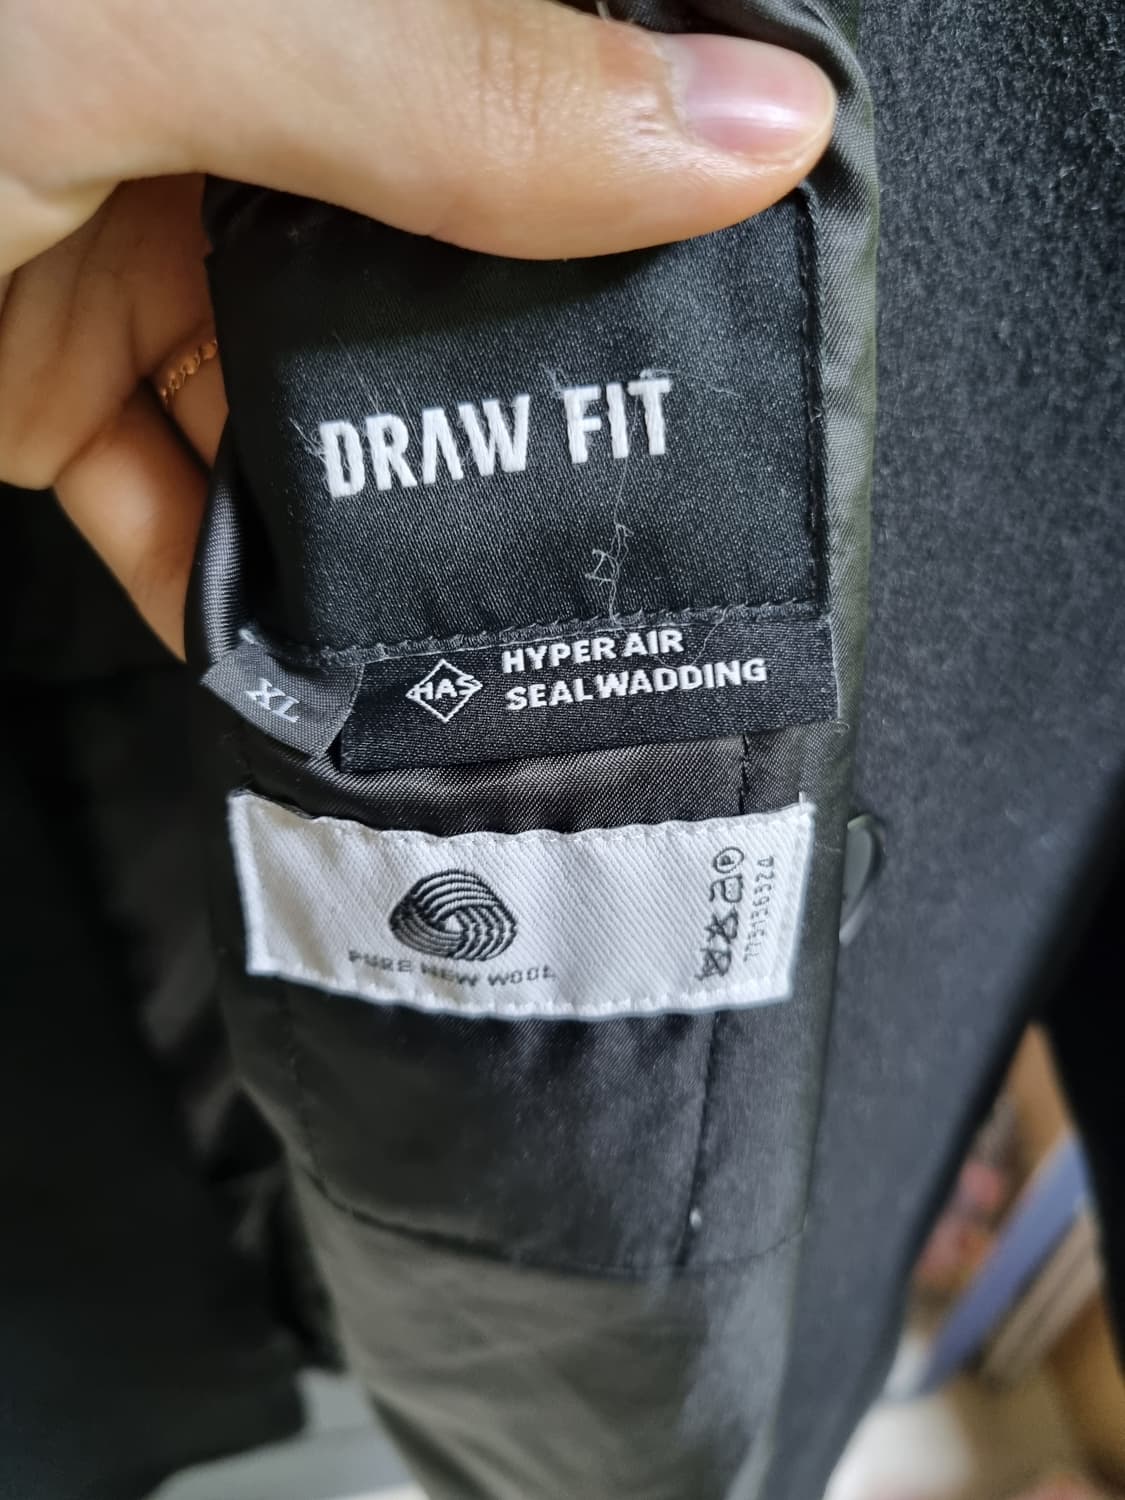 DRAW FIT
XL
HAS
HYPER AIR
SEAL WADDING
PURE NEW WOOL
P